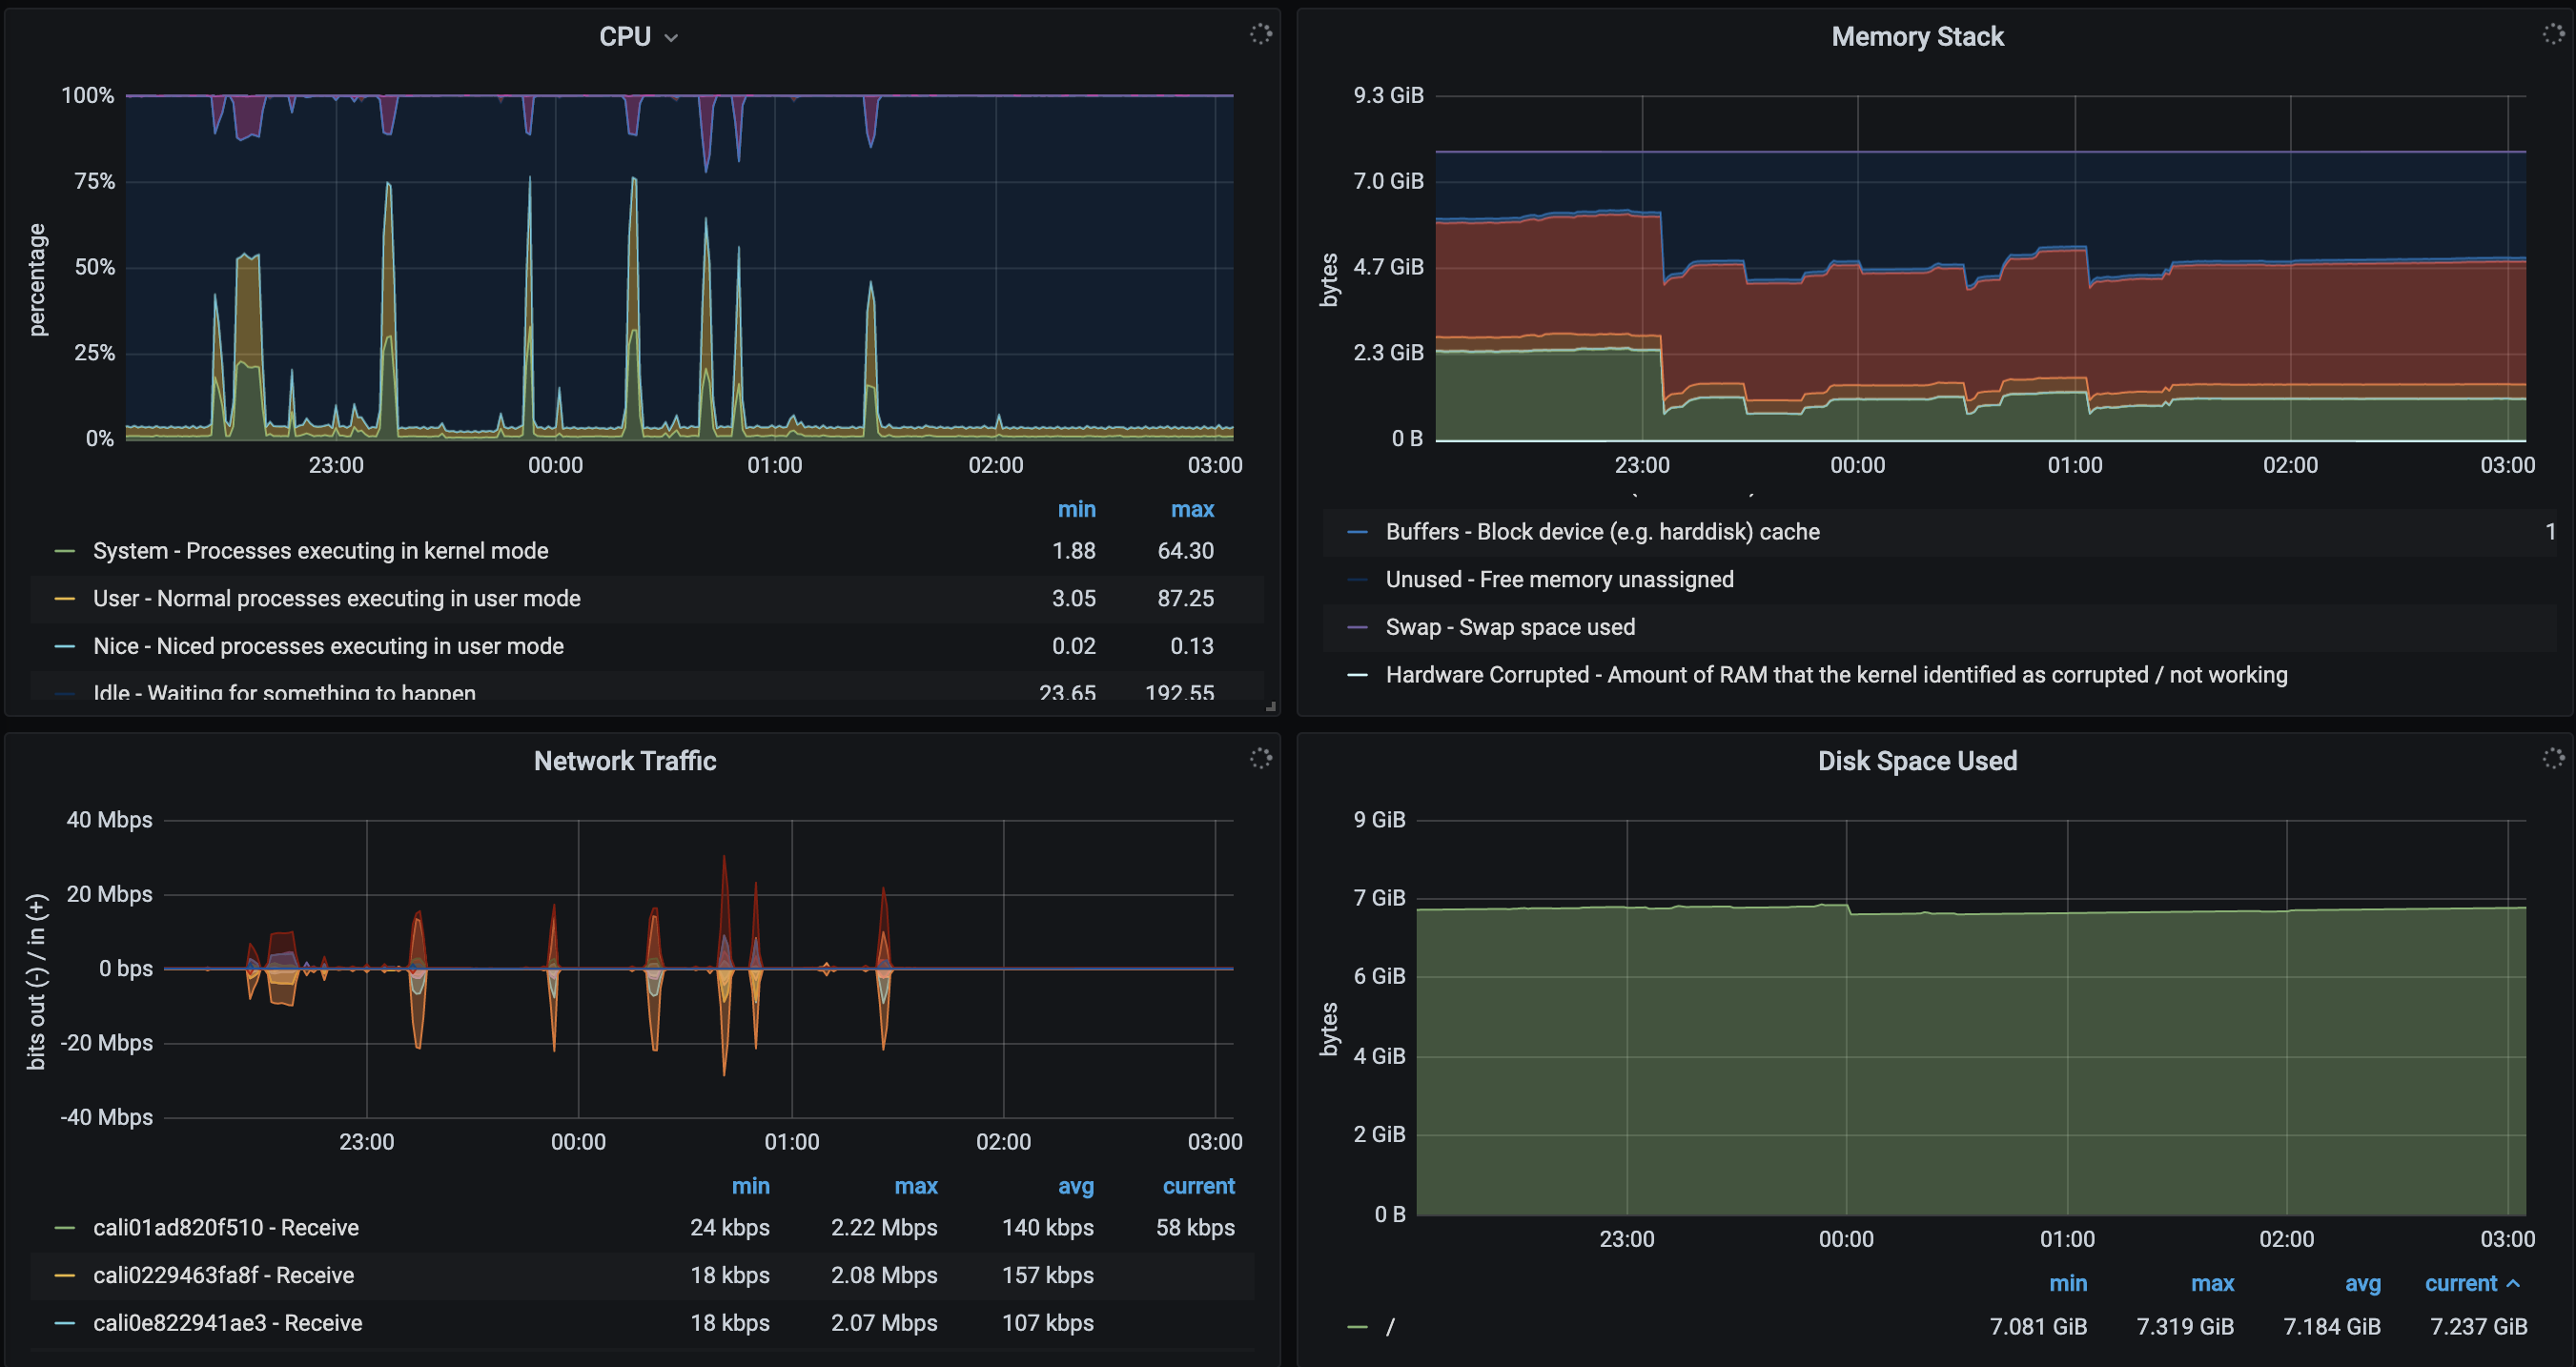 CPU
percentage
100%
75%
50%
25%
0%
23:00 00:00 01:00 02:00 03:00
min max
System - Processes executing in kernel mode 1.88 64.30
User - Normal processes executing in user mode 3.05 87.25
Nice - Niced processes executing in user mode 0.02 0.13
Idle - Waiting for something to happen 23.65 192.55
Memory Stack
bytes
9.3 GiB
7.0 GiB
4.7 GiB
2.3 GiB
0 B
23:00 00:00 01:00 02:00 03:00
Buffers - Block device (e.g. harddisk) cache 1
Unused - Free memory unassigned
Swap - Swap space used
Hardware Corrupted - Amount of RAM that the kernel identified as corrupted / not working
Network Traffic
bits out (-) / in (+)
40 Mbps
20 Mbps
0 bps
-20 Mbps
-40 Mbps
23:00 00:00 01:00 02:00 03:00
min max avg current
cali01ad820f510 - Receive 24 kbps 2.22 Mbps 140 kbps 58 kbps
cali0229463fa8f - Receive 18 kbps 2.08 Mbps 157 kbps
cali0e822941ae3 - Receive 18 kbps 2.07 Mbps 107 kbps
Disk Space Used
bytes
9 GiB
7 GiB
6 GiB
4 GiB
2 GiB
0 B
23:00 00:00 01:00 02:00 03:00
min max avg current
/ 7.081 GiB 7.319 GiB 7.184 GiB 7.237 GiB